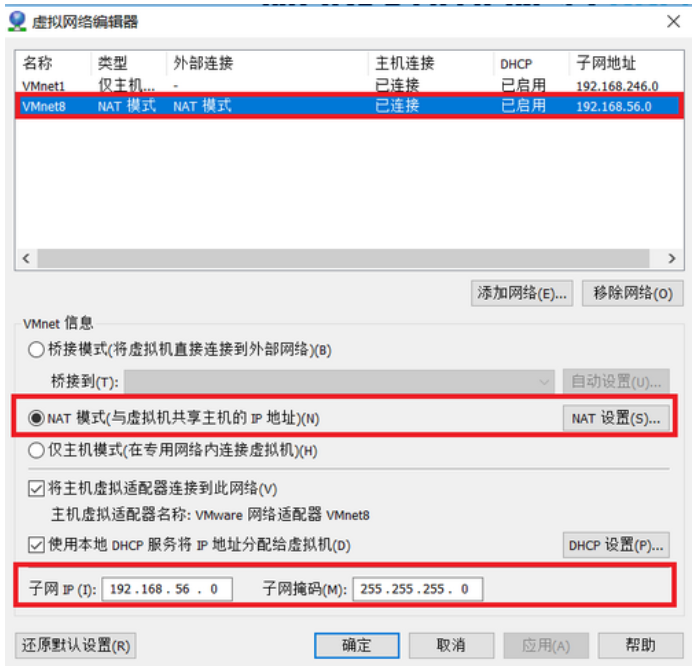 虚拟网络编辑器
名称 类型 外部连接 主机连接 DHCP 子网地址
VMnet1 仅主机... - 已连接 已启用 192.168.246.0
VMnet8 NAT 模式 NAT 模式 已连接 已启用 192.168.56.0
添加网络(E)... 移除网络(O)
VMnet 信息
桥接模式(将虚拟机直接连接到外部网络)(B)
桥接到(T): 自动设置(U)...
NAT 模式(与虚拟机共享主机的 IP 地址)(N) NAT 设置(S)...
仅主机模式(在专用网络内连接虚拟机)(H)
将主机虚拟适配器连接到此网络(V)
主机虚拟适配器名称: VMware 网络适配器 VMnet8
使用本地 DHCP 服务将 IP 地址分配给虚拟机(D) DHCP 设置(P)...
子网 IP (I): 192.168 . 56 . 0 子网掩码(M): 255.255.255. 0
还原默认设置(R) 确定 取消 应用(A) 帮助